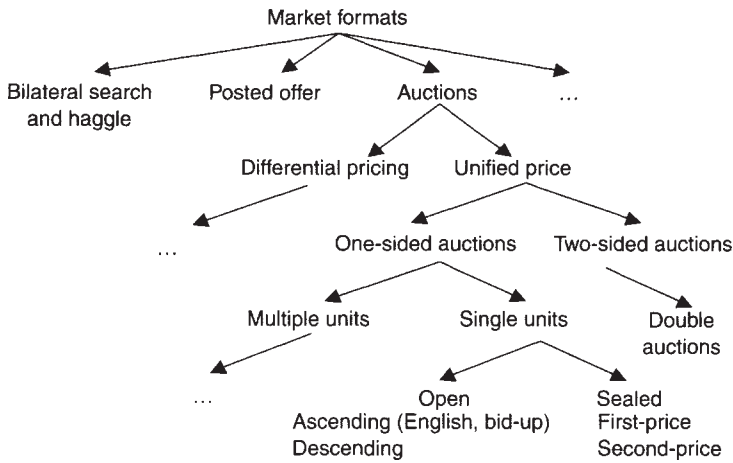 Market formats
Bilateral search
and haggle
Posted offer
Auctions
...
Differential pricing
Unified price
...
One-sided auctions
Two-sided auctions
Multiple units
Single units
Double
auctions
...
Open
Ascending (English, bid-up)
Descending
Sealed
First-price
Second-price